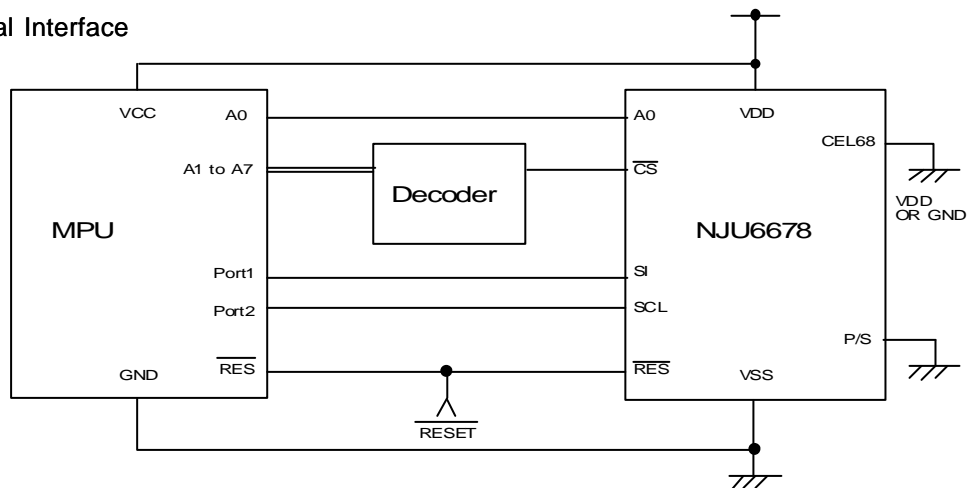 al Interface
VCC
A0
A0
VDD
CEL68
A1 to A7
Decoder
CS
VDD
OR GND
MPU
NJU6678
Port1
SI
Port2
SCL
P/S
RES
RES
GND
VSS
RESET